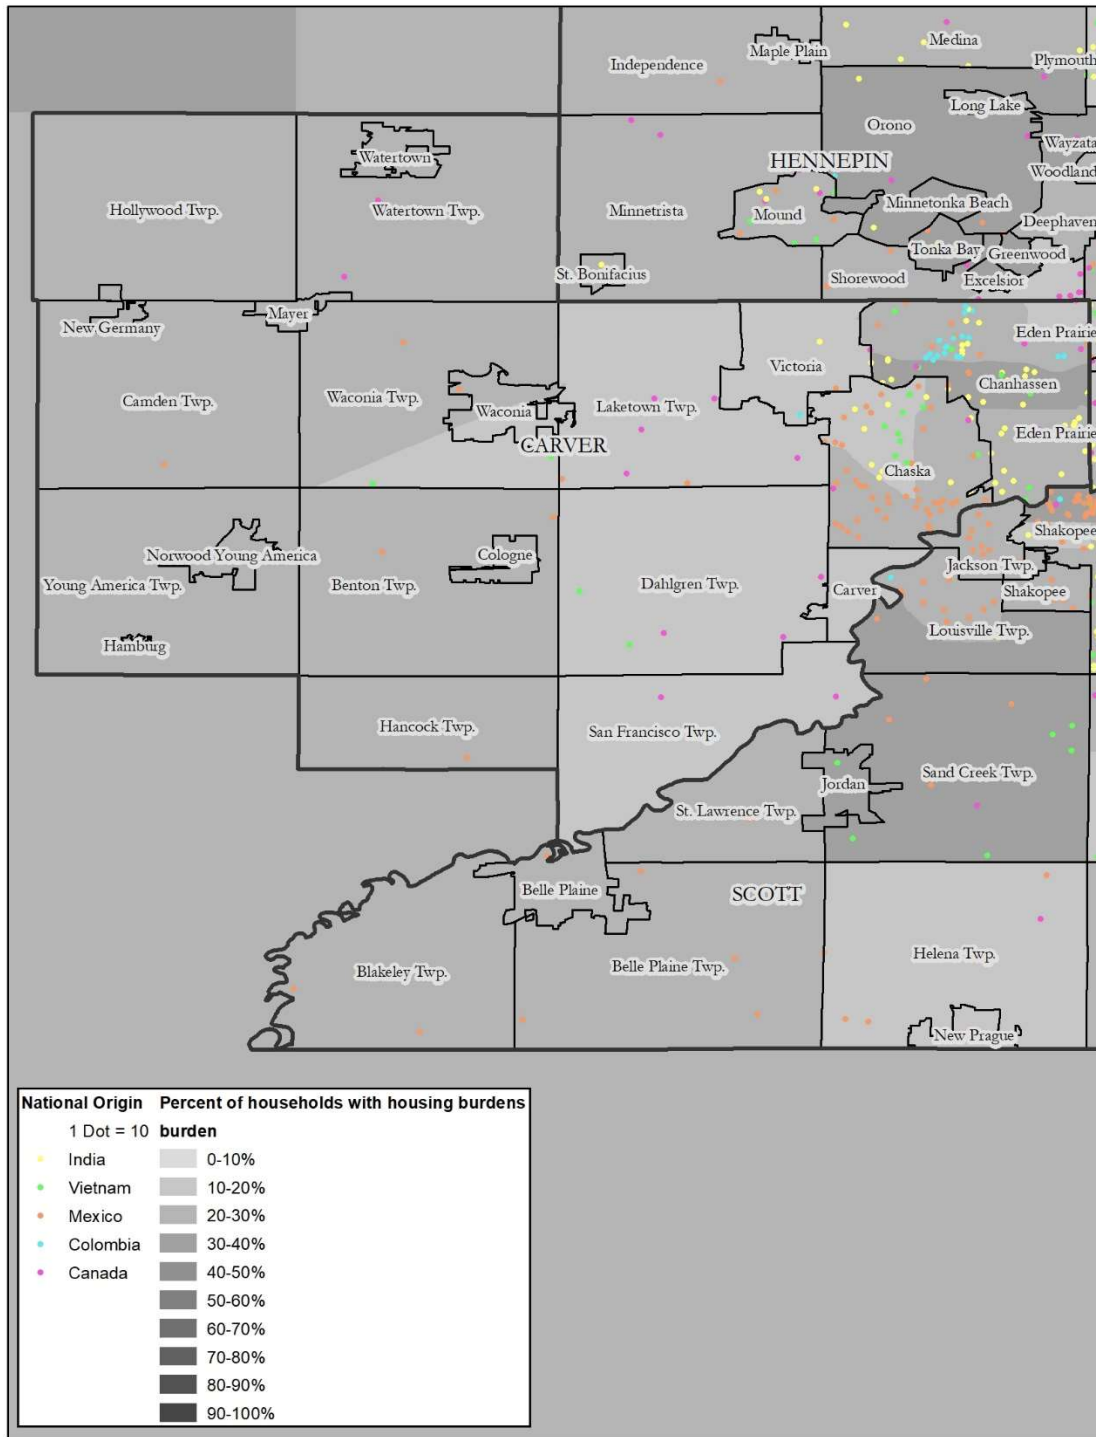 Maple Plain
Medina
Independence
Plymouth
Long Lake
Orono
Wayzata
Watertown
HENNEPIN
Woodland
Hollywood Twp.
Watertown Twp.
Minnetrista
Mound
Minnetonka Beach
Deephaven
Tonka Bay
Greenwood
St. Bonifacius
Shorewood
Excelsior
New Germany
Mayer
Eden Prairie
Victoria
Chanhassen
Camden Twp.
Waconia Twp.
Waconia
Laketown Twp.
Eden Prairie
CARVER
Chaska
Shakopee
Norwood Young America
Cologne
Young America Twp.
Benton Twp.
Dahlgren Twp.
Carver
Jackson Twp.
Shakopee
Hamburg
Louisville Twp.
Hancock Twp.
San Francisco Twp.
Sand Creek Twp.
Jordan
St. Lawrence Twp.
Belle Plaine
SCOTT
Helena Twp.
Blakeley Twp.
Belle Plaine Twp.
New Prague
National Origin Percent of households with housing burdens
1 Dot = 10 burden
India 0-10%
Vietnam 10-20%
Mexico 20-30%
Colombia 30-40%
Canada 40-50%
50-60%
60-70%
70-80%
80-90%
90-100%